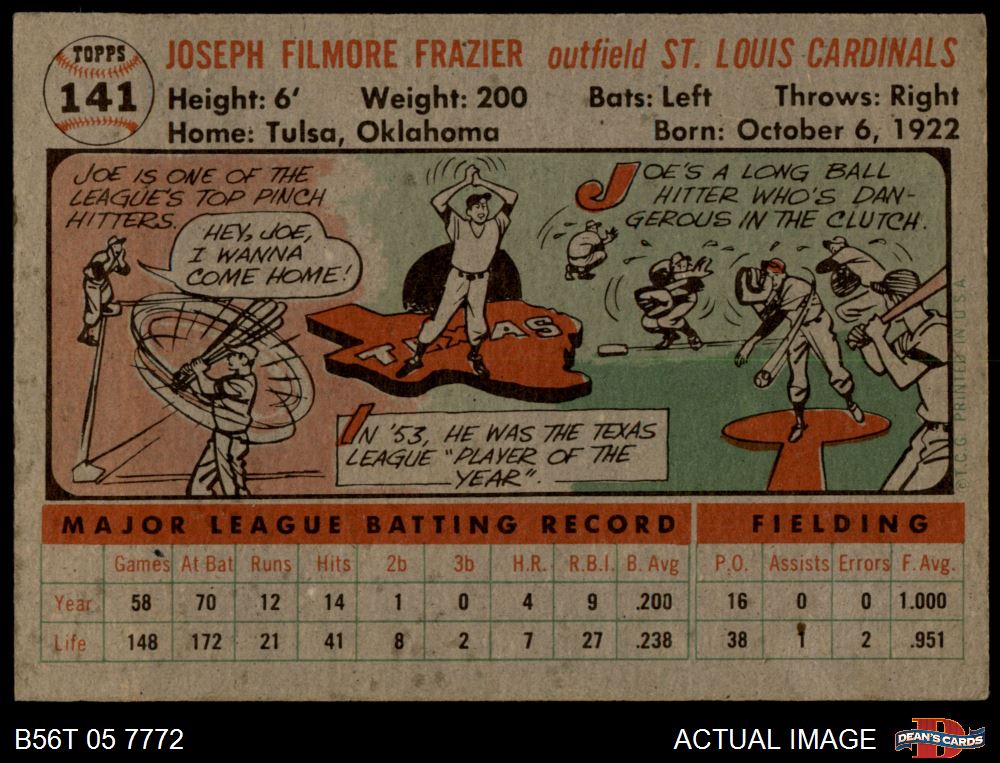 TOPPS
141
JOSEPH FILMORE FRAZIER outfield ST. LOUIS CARDINALS
Height: 6' Weight: 200 Bats: Left Throws: Right
Home: Tulsa, Oklahoma Born: October 6, 1922
JOE IS ONE OF THE
LEAGUE'S TOP PINCH
HITTERS.
HEY, JOE,
I WANNA
COME HOME!
TEXAS
IN '53, HE WAS THE TEXAS
LEAGUE "PLAYER OF THE
YEAR".
JOE'S A LONG BALL
HITTER WHO'S DAN-
GEROUS IN THE CLUTCH.
©T.C.G. PRINTED IN U.S.A.
MAJOR LEAGUE BATTING RECORD FIELDING
Games At Bat Runs Hits 2b 3b H.R. R.B.I. B. Avg P.O. Assists Errors F. Avg.
Year 58 70 12 14 1 0 4 9 .200 16 0 0 1.000
Life 148 172 21 41 8 2 7 27 .238 38 1 2 .951
B56T 05 7772 ACTUAL IMAGE
DEAN'S CARDS